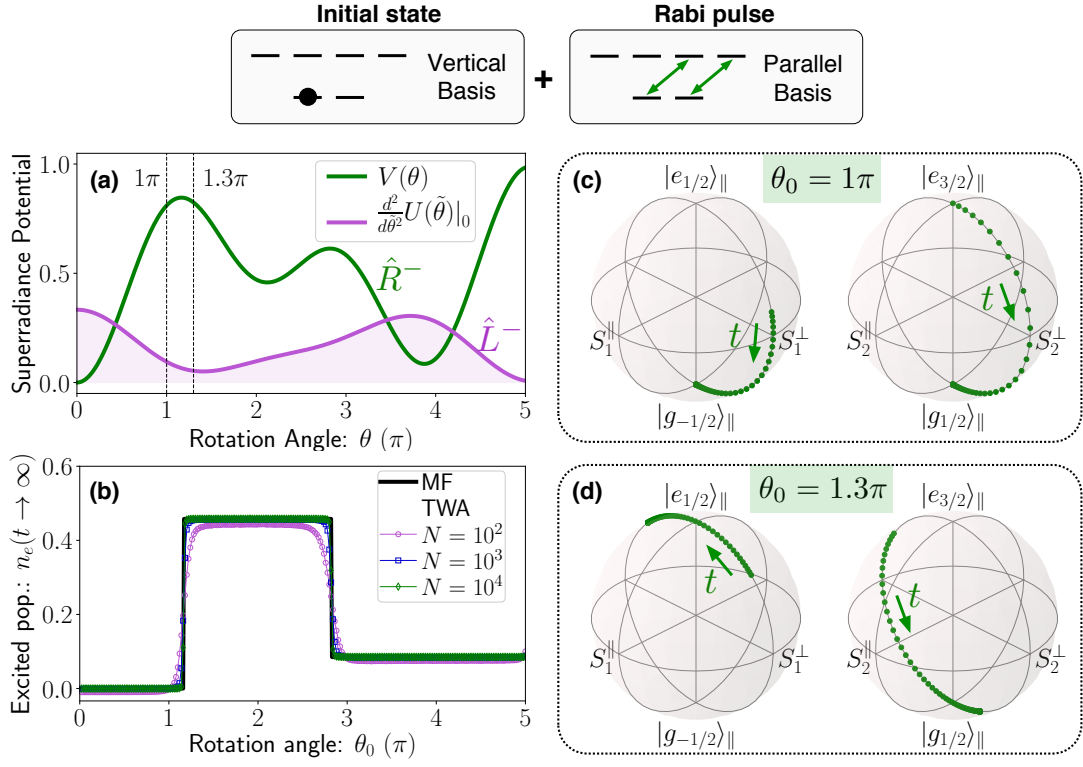 Initial state
Rabi pulse
Vertical
Basis
+
Parallel
Basis
(a)
Superradiance Potential
1.0
0.5
0.0
1π
1.3π
V(θ)
d²/dθ̃² U(θ̃)|₀
R̂⁻
L̂⁻
0 1 2 3 4 5
Rotation Angle: θ (π)
(b)
Excited pop.: nₑ(t → ∞)
0.6
0.4
0.2
0.0
MF
TWA
N = 10²
N = 10³
N = 10⁴
0 1 2 3 4 5
Rotation angle: θ₀ (π)
(c)
θ₀ = 1π
|e₁/₂⟩∥
|e₃/₂⟩∥
t
t
S₁∥
S₁⊥
S₂∥
S₂⊥
|g₋₁/₂⟩∥
|g₁/₂⟩∥
(d)
θ₀ = 1.3π
|e₁/₂⟩∥
|e₃/₂⟩∥
t
t
S₁∥
S₁⊥
S₂∥
S₂⊥
|g₋₁/₂⟩∥
|g₁/₂⟩∥